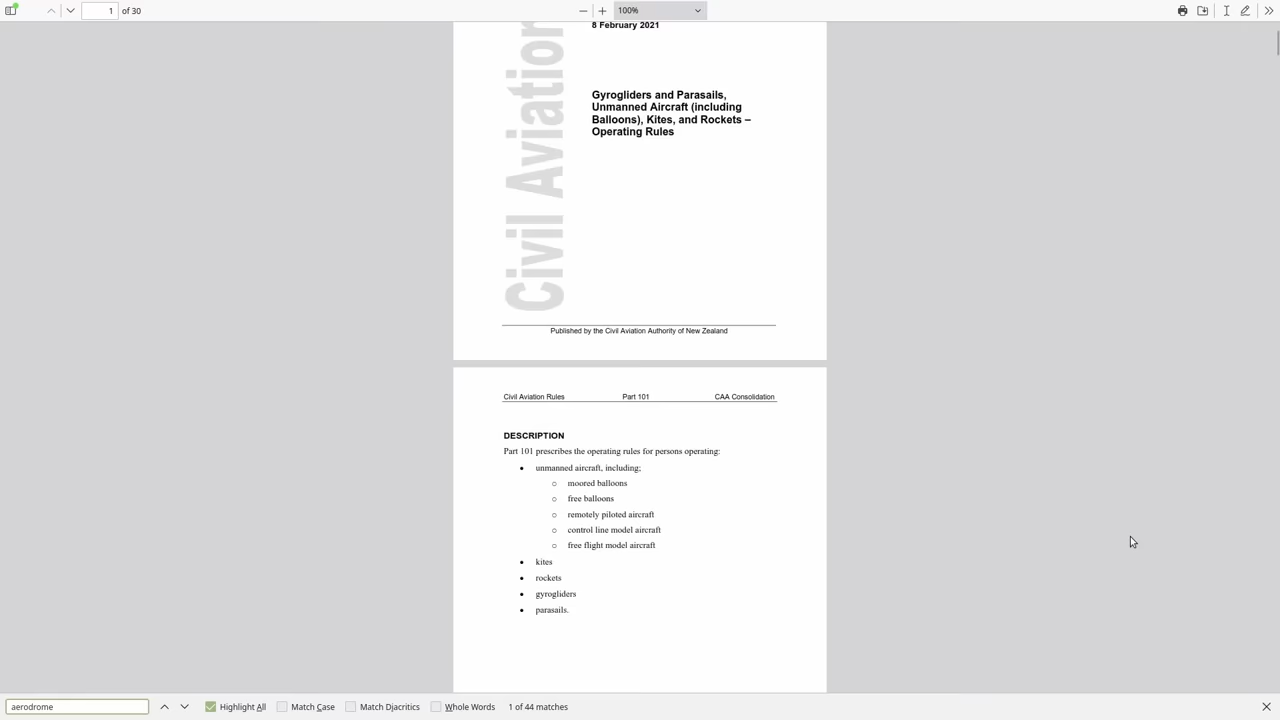 1 of 30
100%
8 February 2021
Civil Aviation
Gyrogliders and Parasails,
Unmanned Aircraft (including
Balloons), Kites, and Rockets –
Operating Rules
Published by the Civil Aviation Authority of New Zealand
Civil Aviation Rules Part 101 CAA Consolidation
DESCRIPTION
Part 101 prescribes the operating rules for persons operating:
• unmanned aircraft, including;
o moored balloons
o free balloons
o remotely piloted aircraft
o control line model aircraft
o free flight model aircraft
• kites
• rockets
• gyrogliders
• parasails.
aerodrome Highlight All Match Case Match Diacritics Whole Words 1 of 44 matches